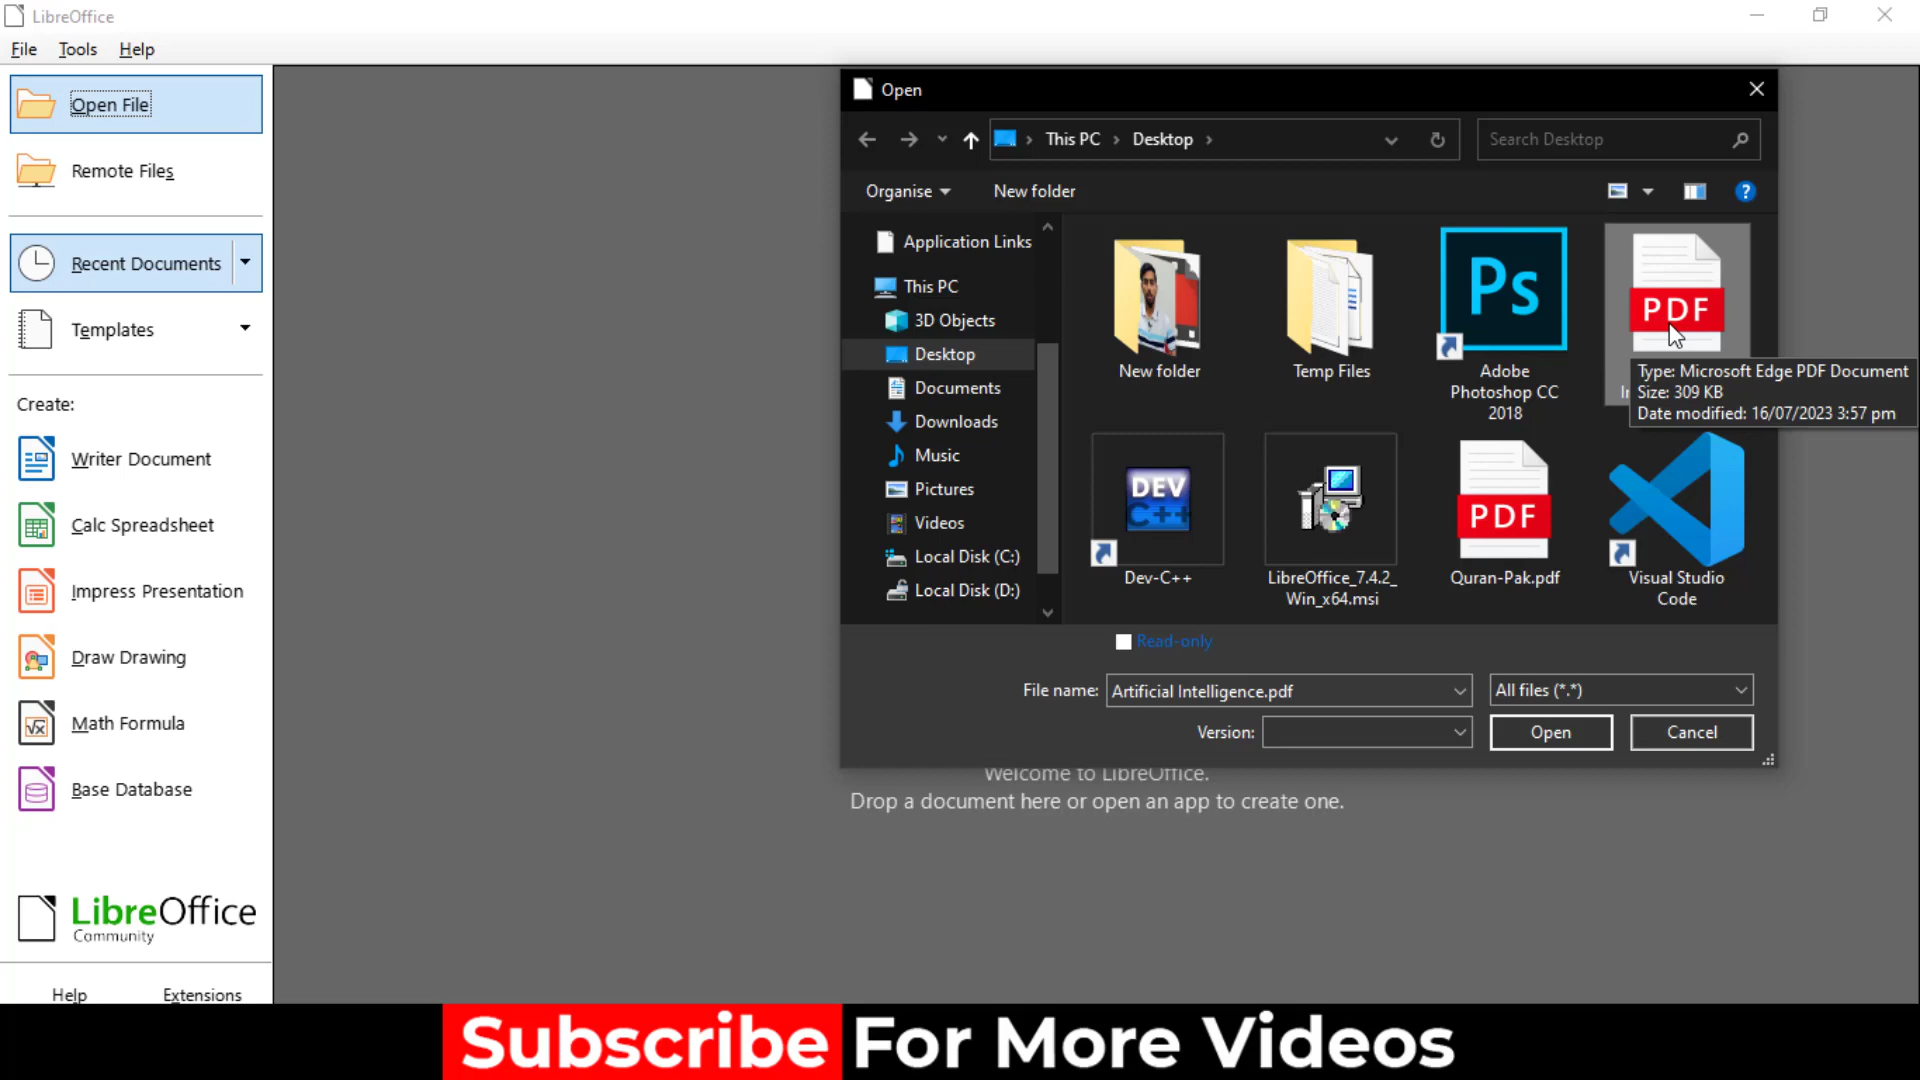 LibreOffice
File Tools Help
Open File
Remote Files
Recent Documents
Templates
Create:
Writer Document
Calc Spreadsheet
Impress Presentation
Draw Drawing
Math Formula
Base Database
LibreOffice
Community
Help Extensions
Open
This PC Desktop
Search Desktop
Organise New folder
Application Links
This PC
3D Objects
Desktop
Documents
Downloads
Music
Pictures
Videos
Local Disk (C:)
Local Disk (D:)
New folder
Temp Files
Ps
Adobe
Photoshop CC
2018
PDF
Type: Microsoft Edge PDF Document
Size: 309 KB
Date modified: 16/07/2023 3:57 pm
DEV
C++
Dev-C++
LibreOffice_7.4.2_
Win_x64.msi
PDF
Quran-Pak.pdf
Visual Studio
Code
Read-only
File name: Artificial Intelligence.pdf All files (*.*)
Version: Open Cancel
Welcome to LibreOffice.
Drop a document here or open an app to create one.
Subscribe For More Videos